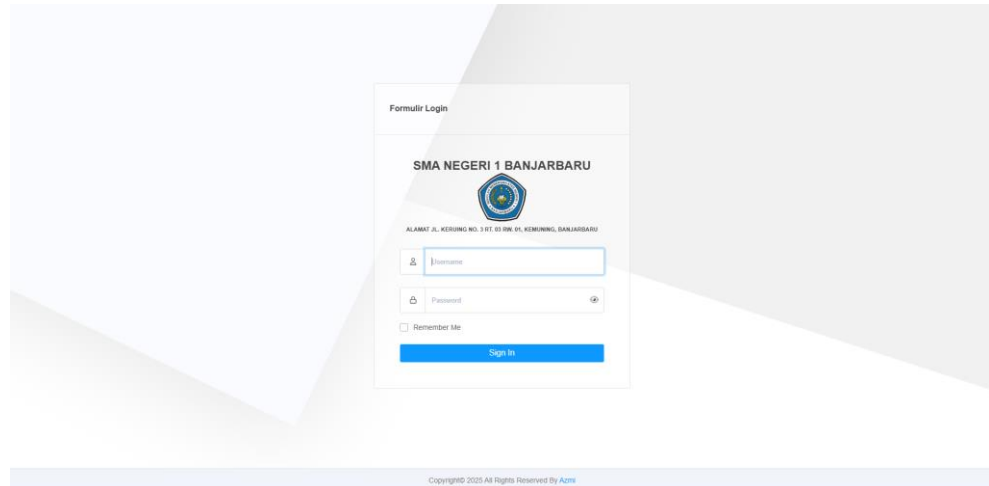 Formulir Login
SMA NEGERI 1 BANJARBARU
ALAMAT JL. KERUING NO. 3 RT. 03 RW. 01, KEMUNING, BANJARBARU
Username
Password
Remember Me
Sign In
Copyright© 2025 All Rights Reserved By Azmi